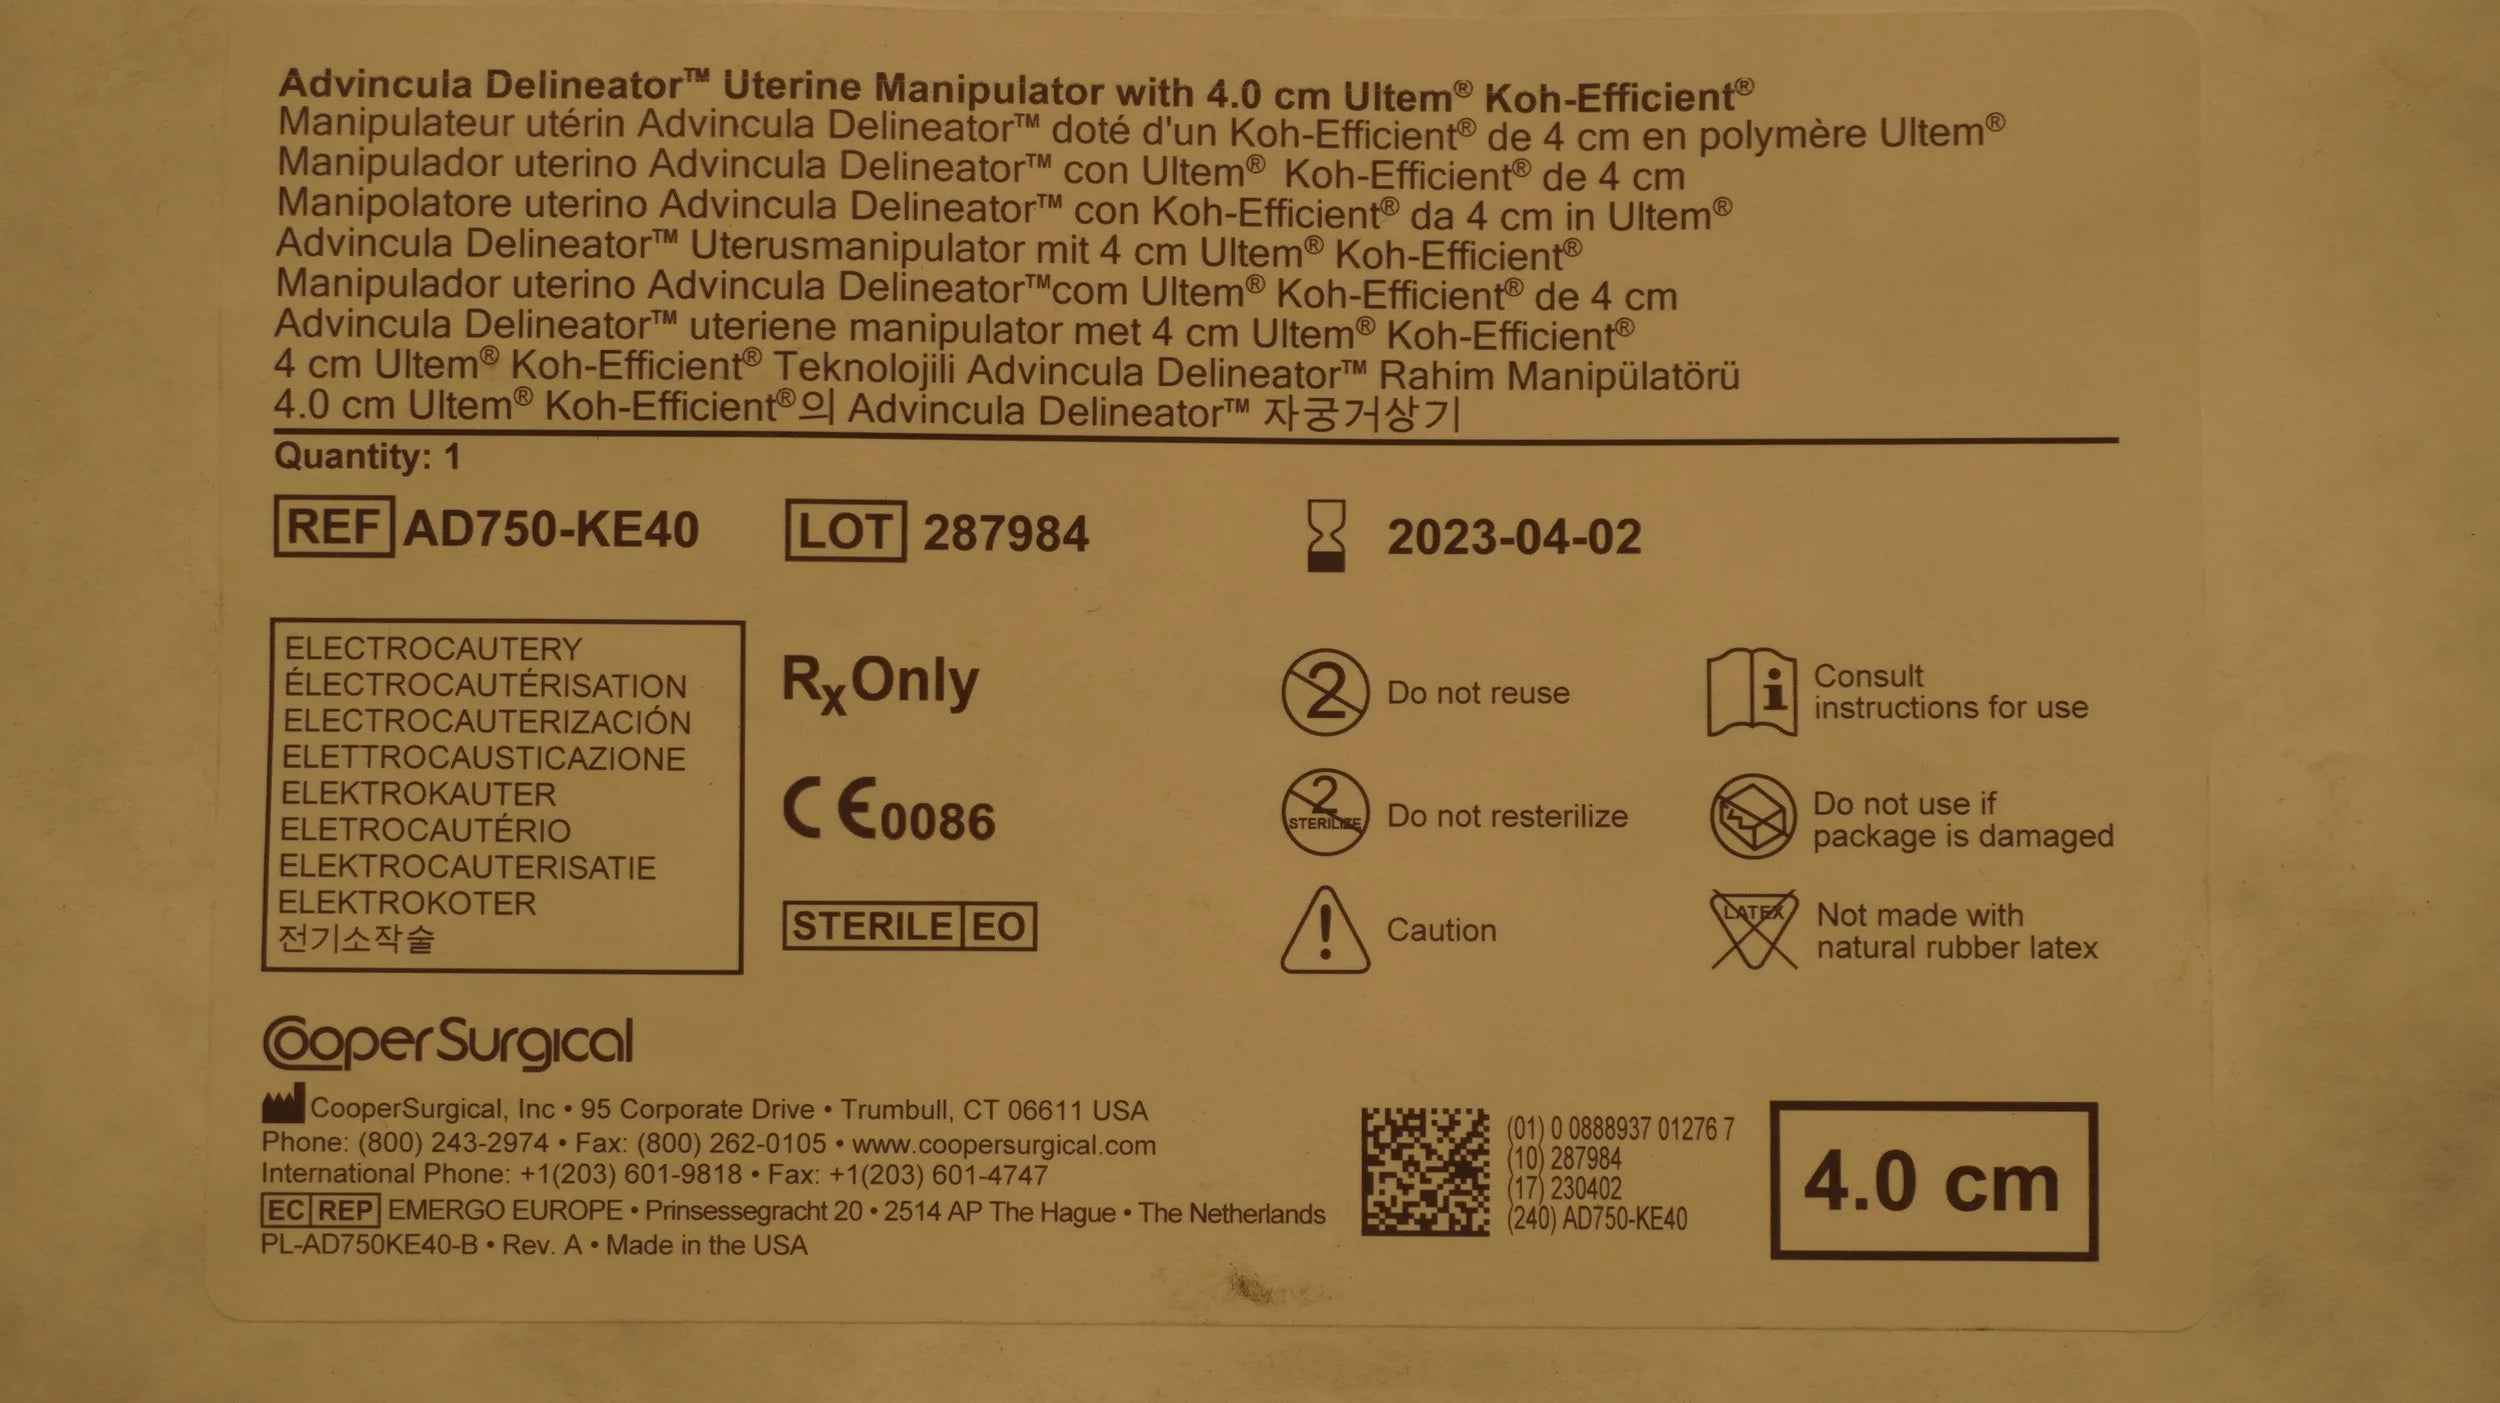 Advincula Delineator™ Uterine Manipulator with 4.0 cm Ultem® Koh-Efficient®
Manipulateur utérin Advincula Delineator™ doté d'un Koh-Efficient® de 4 cm en polymère Ultem®
Manipulador uterino Advincula Delineator™ con Ultem® Koh-Efficient® de 4 cm
Manipolatore uterino Advincula Delineator™ con Koh-Efficient® da 4 cm in Ultem®
Advincula Delineator™ Uterusmanipulator mit 4 cm Ultem® Koh-Efficient®
Manipulador uterino Advincula Delineator™com Ultem® Koh-Efficient® de 4 cm
Advincula Delineator™ uteriene manipulator met 4 cm Ultem® Koh-Efficient®
4 cm Ultem® Koh-Efficient® Teknolojili Advincula Delineator™ Rahim Manipülatörü
4.0 cm Ultem® Koh-Efficient®의 Advincula Delineator™ 자궁거상기
Quantity: 1
REF AD750-KE40
LOT 287984
2023-04-02
ELECTROCAUTERY
ÉLECTROCAUTÉRISATION
ELECTROCAUTERIZACIÓN
ELETTROCAUSTICAZIONE
ELEKTROKAUTER
ELETROCAUTÉRIO
ELEKTROCAUTERISATIE
ELEKTROKOTER
전기소작술
Rx Only
CE0086
STERILE EO
2 Do not reuse
2 STERILIZE Do not resterilize
! Caution
i Consult
instructions for use
Do not use if
package is damaged
LATEX Not made with
natural rubber latex
CooperSurgical
CooperSurgical, Inc • 95 Corporate Drive • Trumbull, CT 06611 USA
Phone: (800) 243-2974 • Fax: (800) 262-0105 • www.coopersurgical.com
International Phone: +1(203) 601-9818 • Fax: +1(203) 601-4747
EC REP EMERGO EUROPE • Prinsessegracht 20 • 2514 AP The Hague • The Netherlands
PL-AD750KE40-B • Rev. A • Made in the USA
(01) 0 0888937 01276 7
(10) 287984
(17) 230402
(240) AD750-KE40
4.0 cm